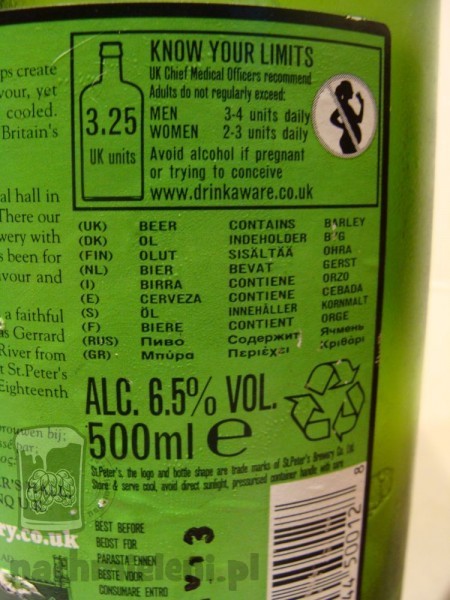 ps create
vour, yet
cooled.
Britain's
al hall in
There our
wery with
s been for
avour and
a faithful
as Gerrard
River from
t St.Peter's
Eighteenth
3.25
UK units
KNOW YOUR LIMITS
UK Chief Medical Officers recommend
Adults do not regularly exceed:
MEN 3-4 units daily
WOMEN 2-3 units daily
Avoid alcohol if pregnant
or trying to conceive
www.drinkaware.co.uk
(UK) BEER CONTAINS BARLEY
(DK) ÖL INDEHOLDER BYG
(FIN) OLUT SISÄLTÄÄ OHRA
(NL) BIER BEVAT GERST
(I) BIRRA CONTIENE ORZO
(E) CERVEZA CONTIENE CEBADA
(S) ÖL INNEHÅLLER KORNMALT
(F) BIERE CONTIENT ORGE
(RUS) Пиво Содержит Ячмень
(GR) Μπύρα Περιέχει Κριθάρι
ALC. 6.5% VOL.
500ml e
St.Peter's, the logo and bottle shape are trade marks of St.Peter's Brewery Co. Ltd.
Store & serve cool, avoid direct sunlight, pressurised container handle with care
BEST BEFORE
BEDST FOR
PARASTA ENNEN
BESTE VOOR
CONSUMARE ENTRO
V13
ry.co.uk
44 50012 8